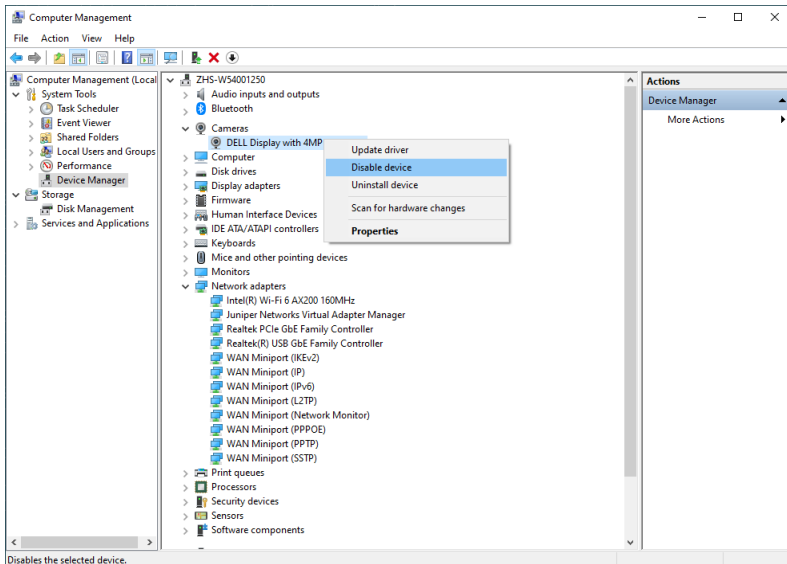 Computer Management
File Action View Help
Computer Management (Local
System Tools
Task Scheduler
Event Viewer
Shared Folders
Local Users and Groups
Performance
Device Manager
Storage
Disk Management
Services and Applications
ZHS-W54001250
Audio inputs and outputs
Bluetooth
Cameras
DELL Display with 4MP
Computer
Disk drives
Display adapters
Firmware
Human Interface Devices
IDE ATA/ATAPI controllers
Keyboards
Mice and other pointing devices
Monitors
Network adapters
Intel(R) Wi-Fi 6 AX200 160MHz
Juniper Networks Virtual Adapter Manager
Realtek PCIe GbE Family Controller
Realtek(R) USB GbE Family Controller
WAN Miniport (IKEv2)
WAN Miniport (IP)
WAN Miniport (IPv6)
WAN Miniport (L2TP)
WAN Miniport (Network Monitor)
WAN Miniport (PPPOE)
WAN Miniport (PPTP)
WAN Miniport (SSTP)
Print queues
Processors
Security devices
Sensors
Software components
Update driver
Disable device
Uninstall device
Scan for hardware changes
Properties
Actions
Device Manager
More Actions
Disables the selected device.